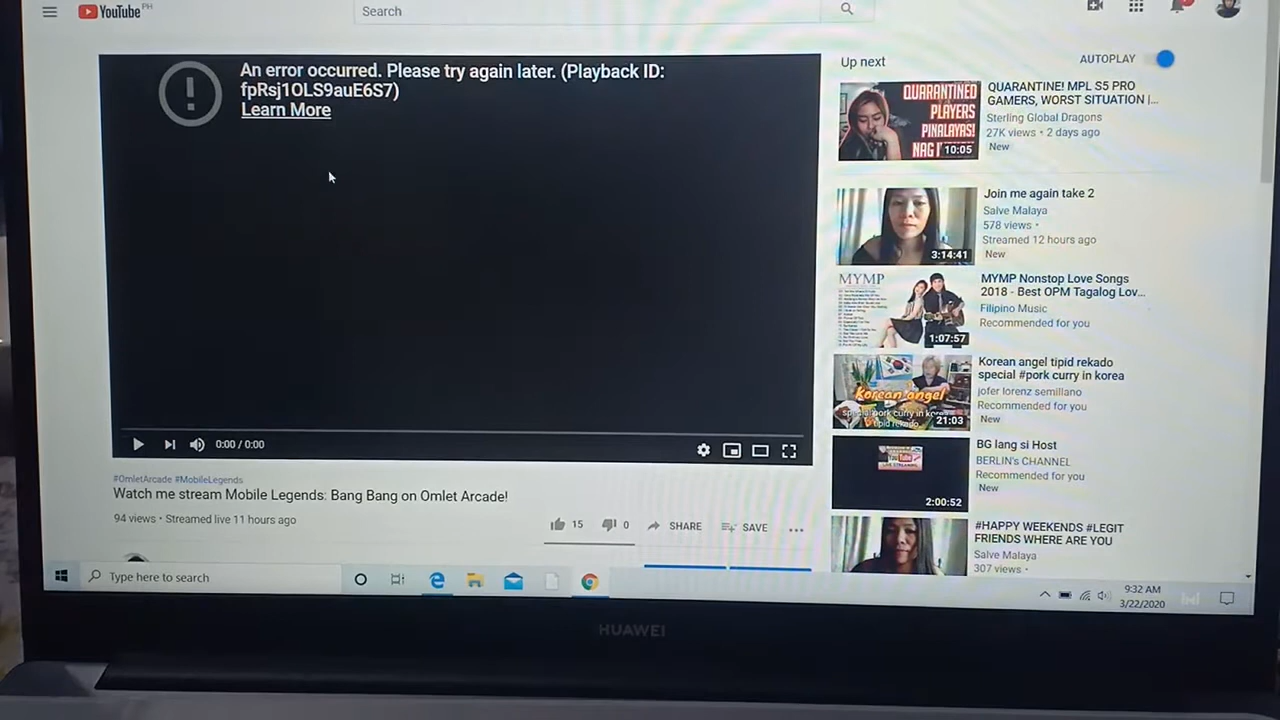 YouTube PH
Search
An error occurred. Please try again later. (Playback ID:
fpRsj1OLS9auE6S7)
Learn More
0:00 / 0:00
#OmletArcade #MobileLegends
Watch me stream Mobile Legends: Bang Bang on Omlet Arcade!
94 views • Streamed live 11 hours ago
15
0
SHARE
SAVE
Up next
AUTOPLAY
QUARANTINED
PLAYERS
PINALAYAS!
10:05
QUARANTINE! MPL S5 PRO
GAMERS, WORST SITUATION |...
Sterling Global Dragons
27K views • 2 days ago
New
3:14:41
Join me again take 2
Salve Malaya
578 views •
Streamed 12 hours ago
New
MYMP
1:07:57
MYMP Nonstop Love Songs
2018 - Best OPM Tagalog Lov...
Filipino Music
Recommended for you
Korean angel
special pork curry in
tipid rekado
21:03
Korean angel tipid rekado
special #pork curry in korea
jofer lorenz semillano
Recommended for you
New
2:00:52
BG lang si Host
BERLIN's CHANNEL
Recommended for you
New
#HAPPY WEEKENDS #LEGIT
FRIENDS WHERE ARE YOU
Salve Malaya
307 views •
Type here to search
9:32 AM
3/22/2020
HUAWEI